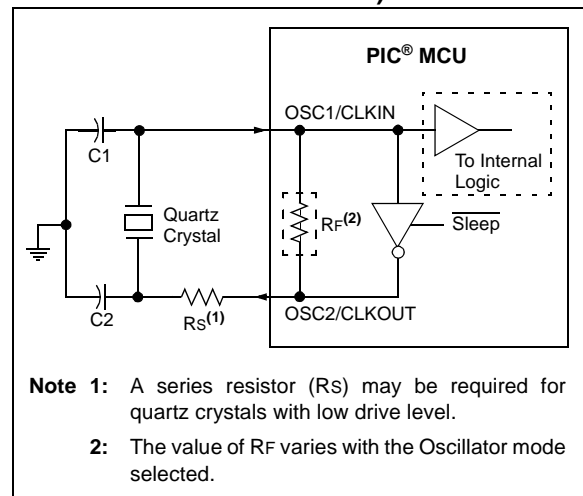 PIC® MCU
OSC1/CLKIN
C1
To Internal
Logic
Quartz
Crystal
RF(2)
Sleep
C2
RS(1)
OSC2/CLKOUT
Note 1: A series resistor (RS) may be required for
quartz crystals with low drive level.
2: The value of RF varies with the Oscillator mode
selected.